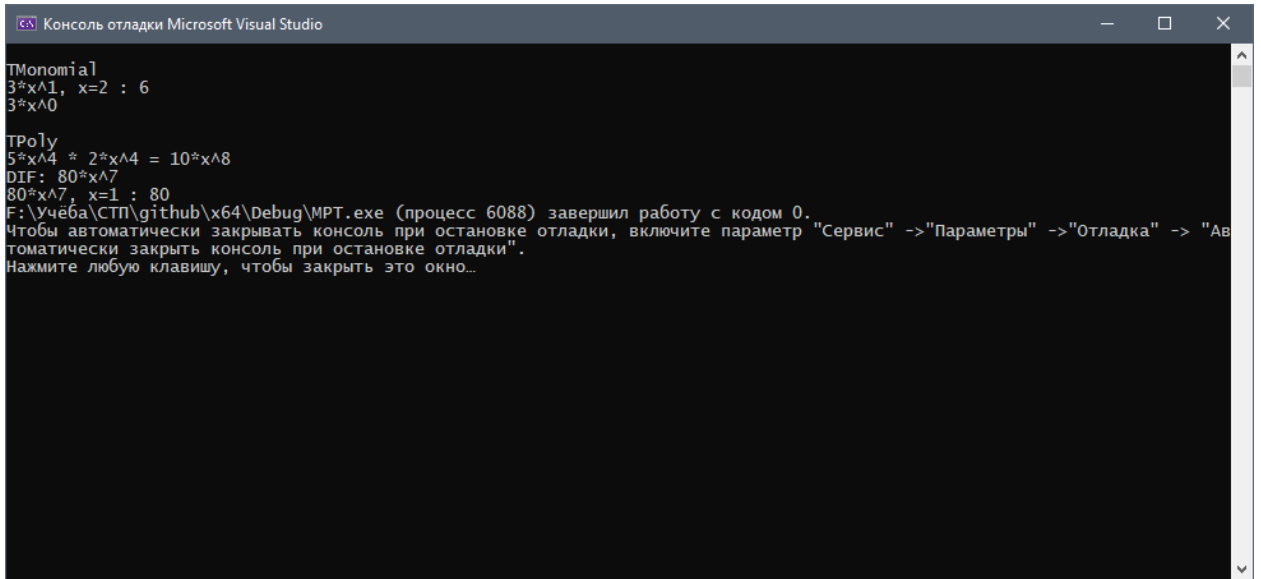 Консоль отладки Microsoft Visual Studio
TMonomial
3*x^1, x=2 : 6
3*x^0
TPoly
5*x^4 * 2*x^4 = 10*x^8
DIF: 80*x^7
80*x^7, x=1 : 80
F:\Учёба\СТП\github\x64\Debug\MPT.exe (процесс 6088) завершил работу с кодом 0.
Чтобы автоматически закрывать консоль при остановке отладки, включите параметр "Сервис" ->"Параметры" ->"Отладка" -> "Ав
томатически закрыть консоль при остановке отладки".
Нажмите любую клавишу, чтобы закрыть это окно…